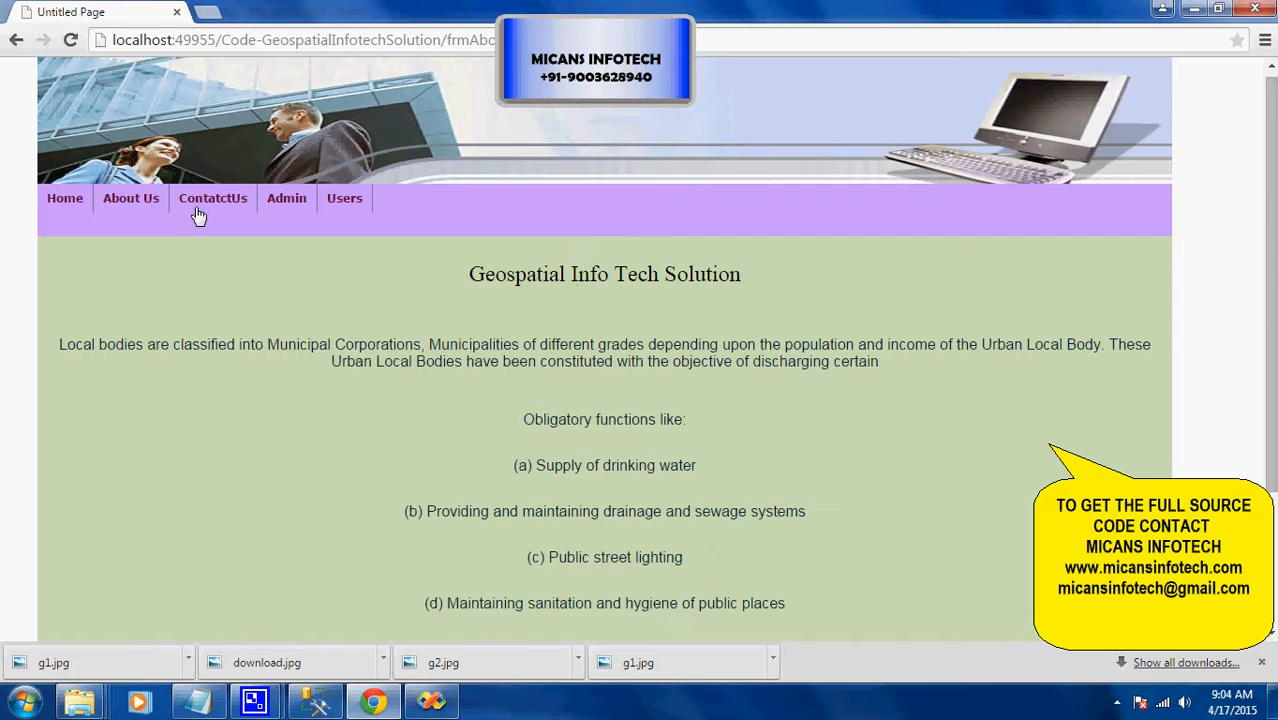 Untitled Page
localhost:49955/Code-GeospatialInfotechSolution/frmAbo
MICANS INFOTECH
+91-9003628940
Home
About Us
ContatctUs
Admin
Users
Geospatial Info Tech Solution
Local bodies are classified into Municipal Corporations, Municipalities of different grades depending upon the population and income of the Urban Local Body. These
Urban Local Bodies have been constituted with the objective of discharging certain
Obligatory functions like:
(a) Supply of drinking water
(b) Providing and maintaining drainage and sewage systems
(c) Public street lighting
(d) Maintaining sanitation and hygiene of public places
TO GET THE FULL SOURCE
CODE CONTACT
MICANS INFOTECH
www.micansinfotech.com
micansinfotech@gmail.com
g1.jpg
download.jpg
g2.jpg
g1.jpg
Show all downloads...
9:04 AM
4/17/2015